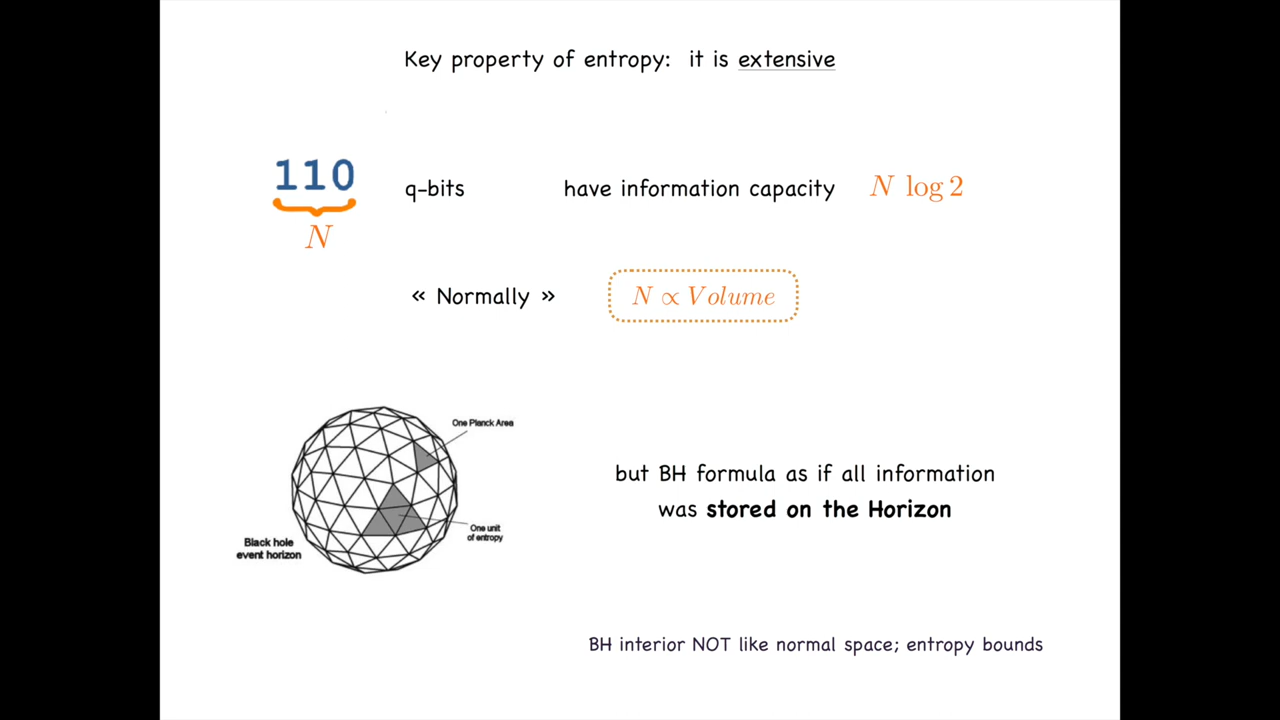 Key property of entropy: it is extensive
110 q-bits have information capacity N log 2
N
« Normally » N ∝ Volume
One Planck Area
but BH formula as if all information
was stored on the Horizon
One unit
of entropy
Black hole
event horizon
BH interior NOT like normal space; entropy bounds